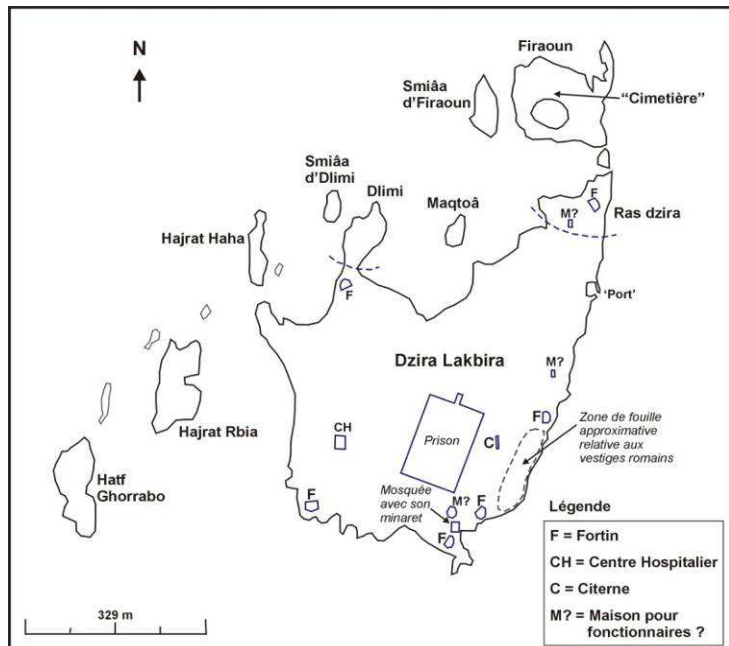 N
Firaoun
Smiâa
d'Firaoun
"Cimetière"
Smiâa
d'Dlimi
Dlimi
Maqtoâ
F
M?
Ras dzira
Hajrat Haha
F
'Port'
Dzira Lakbira
M?
Hajrat Rbia
CH
Prison
C
F
Zone de fouille
approximative
relative aux
vestiges romains
Hatf
Ghorrabo
F
Mosquée
avec son
minaret
M?
F
F
329 m
Légende
F = Fortin
CH = Centre Hospitalier
C = Citerne
M? = Maison pour
fonctionnaires ?